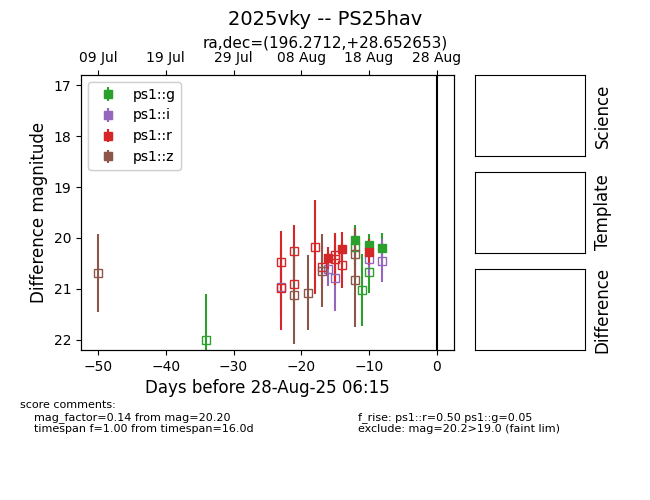 2025vky -- PS25hav
ra,dec=(196.2712,+28.652653)
09 Jul 19 Jul 29 Jul 08 Aug 18 Aug 28 Aug
17
18
19
20
21
22
Difference magnitude
ps1::g
ps1::i
ps1::r
ps1::z
−50 −40 −30 −20 −10 0
Days before 28-Aug-25 06:15
Science
Template
Difference
score comments:
mag_factor=0.14 from mag=20.20
timespan f=1.00 from timespan=16.0d
f_rise: ps1::r=0.50 ps1::g=0.05
exclude: mag=20.2>19.0 (faint lim)